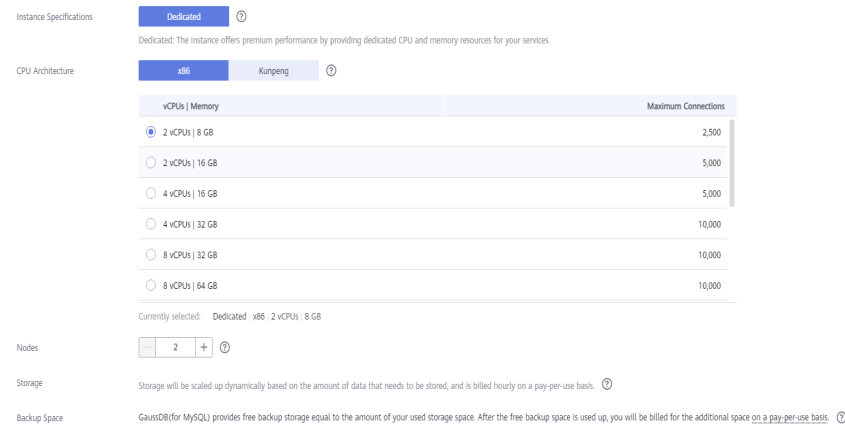 Instance Specifications Dedicated ?
Dedicated: The instance offers premium performance by providing dedicated CPU and memory resources for your services.
CPU Architecture x86 Kunpeng ?
vCPUs | Memory Maximum Connections
2 vCPUs | 8 GB 2,500
2 vCPUs | 16 GB 5,000
4 vCPUs | 16 GB 5,000
4 vCPUs | 32 GB 10,000
8 vCPUs | 32 GB 10,000
8 vCPUs | 64 GB 10,000
Currently selected: Dedicated | x86 | 2 vCPUs | 8 GB
Nodes — 2 + ?
Storage Storage will be scaled up dynamically based on the amount of data that needs to be stored, and is billed hourly on a pay-per-use basis. ?
Backup Space GaussDB(for MySQL) provides free backup storage equal to the amount of your used storage space. After the free backup space is used up, you will be billed for the additional space on a pay-per-use basis. ?